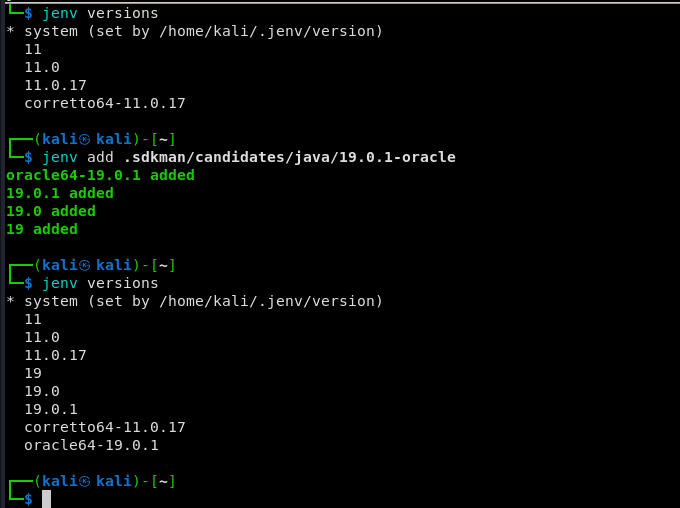 └─$ jenv versions
* system (set by /home/kali/.jenv/version)
  11
  11.0
  11.0.17
  corretto64-11.0.17

┌──(kali㉿kali)-[~]
└─$ jenv add .sdkman/candidates/java/19.0.1-oracle
oracle64-19.0.1 added
19.0.1 added
19.0 added
19 added

┌──(kali㉿kali)-[~]
└─$ jenv versions
* system (set by /home/kali/.jenv/version)
  11
  11.0
  11.0.17
  19
  19.0
  19.0.1
  corretto64-11.0.17
  oracle64-19.0.1

┌──(kali㉿kali)-[~]
└─$